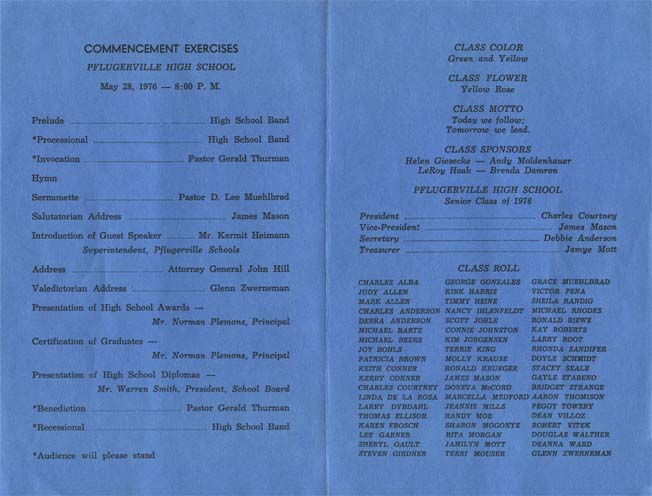 COMMENCEMENT EXERCISES
PFLUGERVILLE HIGH SCHOOL
May 28, 1976 — 8:00 P. M.
Prelude High School Band
*Processional High School Band
*Invocation Pastor Gerald Thurman
Hymn
Sermonette Pastor D. Lee Muehlbrad
Salutatorian Address James Mason
Introduction of Guest Speaker Mr. Kermit Heimann
Superintendent, Pflugerville Schools
Address Attorney General John Hill
Valedictorian Address Glenn Zwerneman
Presentation of High School Awards —
Mr. Norman Plemons, Principal
Certification of Graduates —
Mr. Norman Plemons, Principal
Presentation of High School Diplomas —
Mr. Warren Smith, President, School Board
*Benediction Pastor Gerald Thurman
*Recessional High School Band
*Audience will please stand
CLASS COLOR
Green and Yellow
CLASS FLOWER
Yellow Rose
CLASS MOTTO
Today we follow;
Tomorrow we lead.
CLASS SPONSORS
Helen Giesecke — Andy Moldenhauer
LeRoy Haak — Brenda Damron
PFLUGERVILLE HIGH SCHOOL
Senior Class of 1976
President Charles Courtney
Vice-President James Mason
Secretary Debbie Anderson
Treasurer Jamye Mott
CLASS ROLL
CHARLES ALBA GEORGE GONZALES GRACE MUEHLBRAD
JUDY ALLEN KIRK HARRIS VICTOR PENA
MARK ALLEN TIMMY HEINE SHEILA RANDIG
CHARLES ANDERSON NANCY IHLENFELDT MICHAEL RHODES
DEBRA ANDERSON SCOTT JOHLE RONALD RIEWE
MICHAEL BARTZ CONNIE JOHNSTON KAY ROBERTS
MICHAEL BEERS KIM JORGENSEN LARRY ROOT
JOY BOHLS TERRIE KING RHONDA SANDIFER
PATRICIA BROWN MOLLY KRAUSE DOYLE SCHMIDT
KEITH CONNER RONALD KRUEGER STACEY SEALE
KERRY CONNER JAMES MASON GAYLE STABENO
CHARLES COURTNEY DONEVA McCORD BRIDGET STRANGE
LINDA DE LA ROSA MARCELLA MEDFORD AARON THOMISON
LARRY DYRDAHL JEANNIE MILLS PEGGY TOWERY
THOMAS ELLISOR RANDY MOE DEAN VILLOZ
KAREN FROSCH SHARON MOGONYE ROBERT VITEK
LEE GARNER RITA MORGAN DOUGLAS WALTHER
SHERYL GAULT JAMILYN MOTT DEANNA WARD
STEVEN GIRDNER TERRI MOUSER GLENN ZWERNEMAN